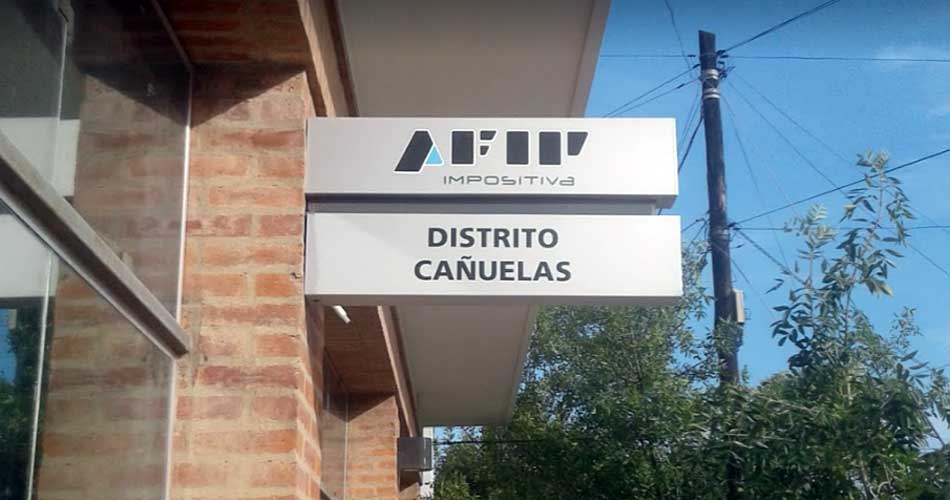 AFIP
IMPOSITIVA
DISTRITO
CAÑUELAS